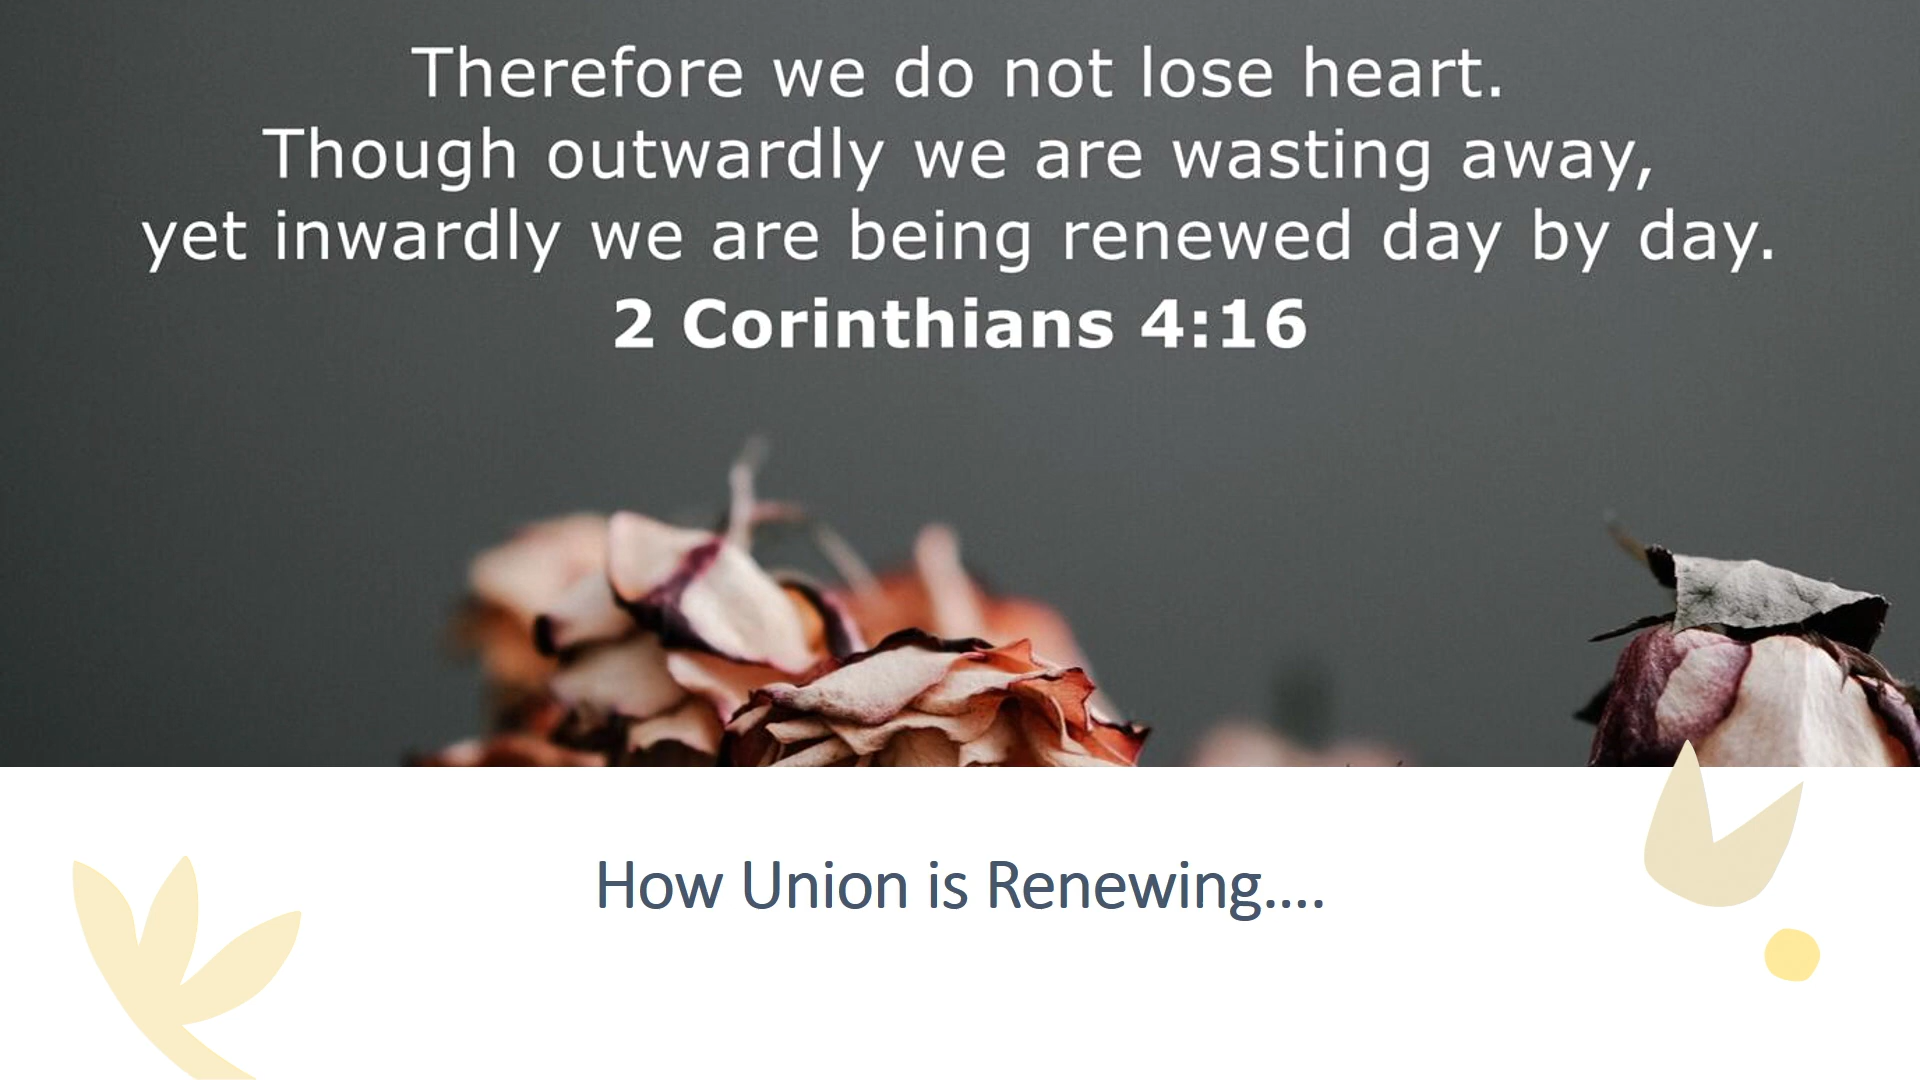 Therefore we do not lose heart.
Though outwardly we are wasting away,
yet inwardly we are being renewed day by day.
2 Corinthians 4:16
How Union is Renewing....